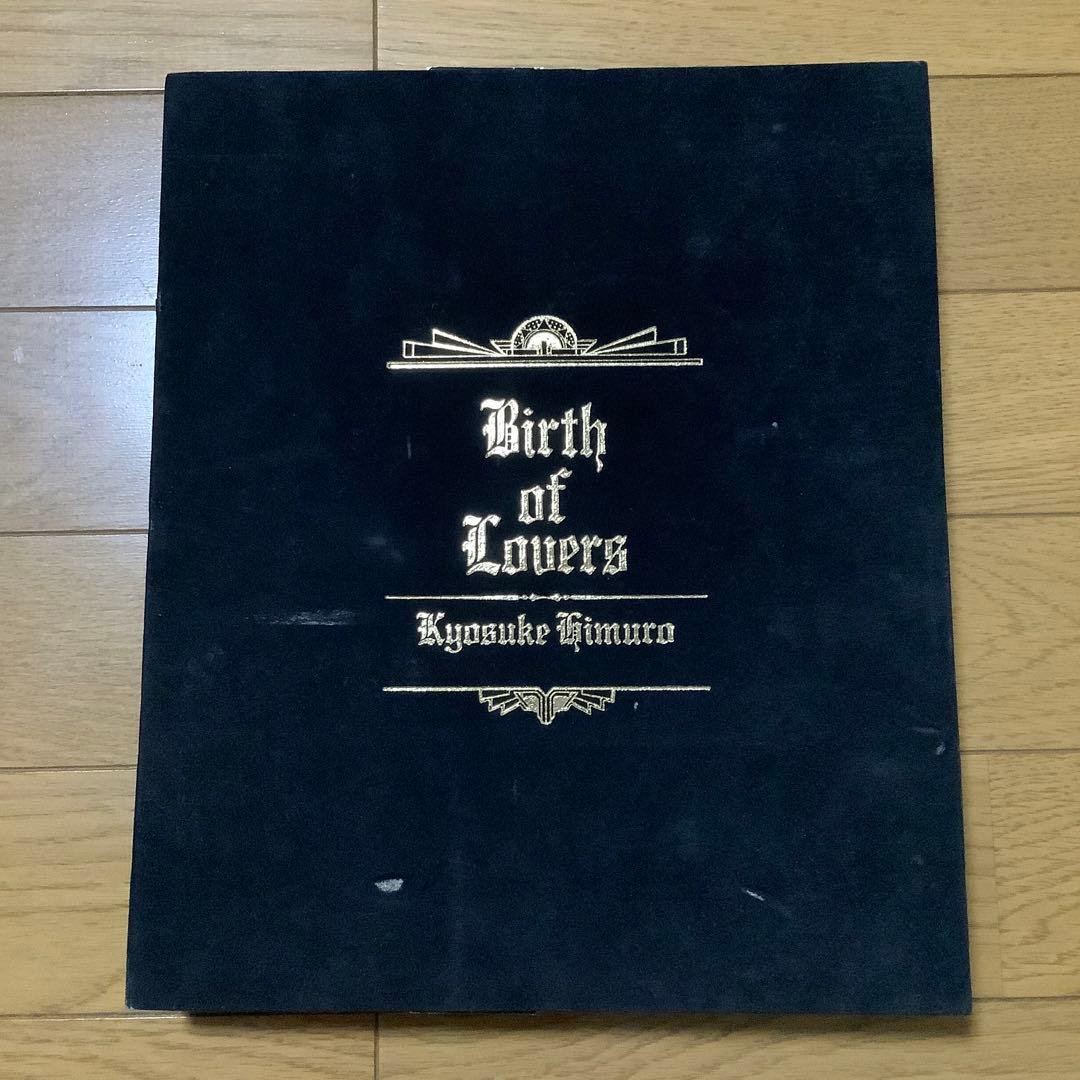 Birth
of
Lovers
Kyosuke Himuro